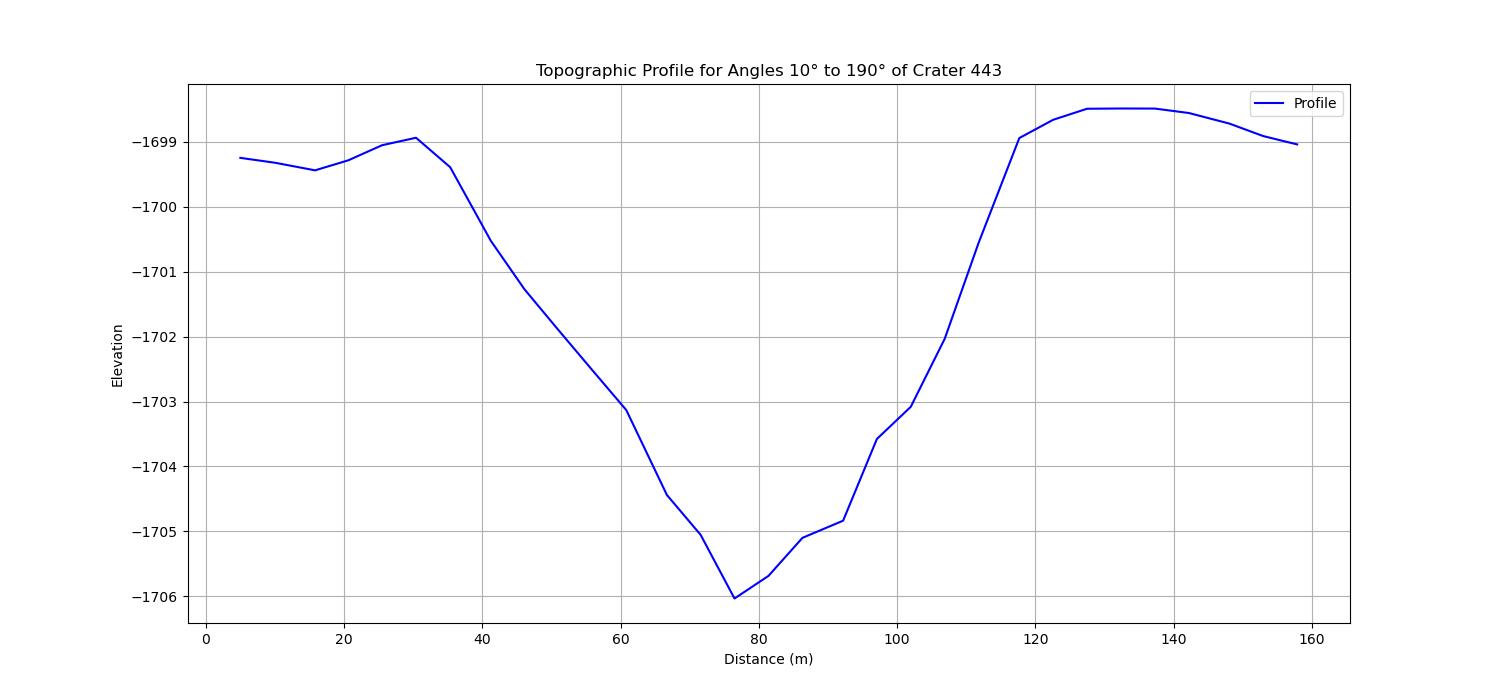 Topographic Profile for Angles 10° to 190° of Crater 443
Profile
−1699
−1700
−1701
−1702
−1703
−1704
−1705
−1706
Elevation
0 20 40 60 80 100 120 140 160
Distance (m)